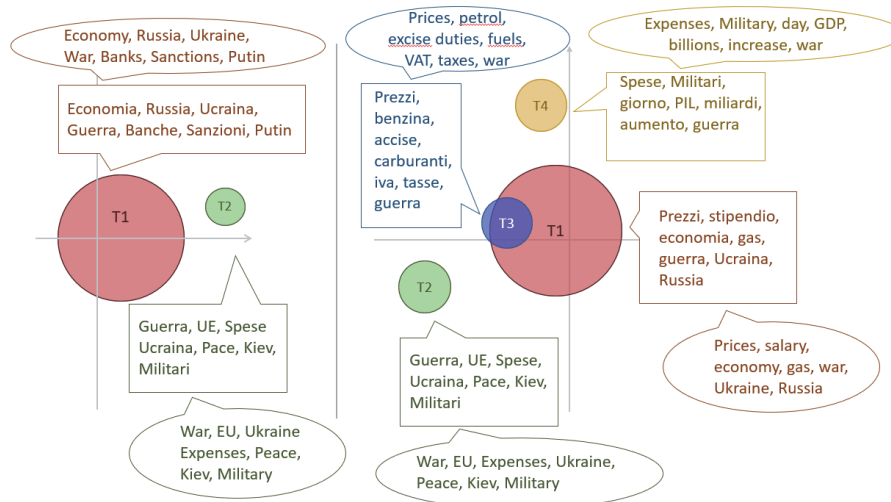 Economy, Russia, Ukraine,
War, Banks, Sanctions, Putin
Economia, Russia, Ucraina,
Guerra, Banche, Sanzioni, Putin
T1
T2
Guerra, UE, Spese
Ucraina, Pace, Kiev,
Militari
War, EU, Ukraine
Expenses, Peace,
Kiev, Military
Prices, petrol,
excise duties, fuels,
VAT, taxes, war
Prezzi,
benzina,
accise,
carburanti,
iva, tasse,
guerra
Expenses, Military, day, GDP,
billions, increase, war
T4
Spese, Militari,
giorno, PIL, miliardi,
aumento, guerra
T3
T1
Prezzi, stipendio,
economia, gas,
guerra, Ucraina,
Russia
Prices, salary,
economy, gas, war,
Ukraine, Russia
T2
Guerra, UE, Spese,
Ucraina, Pace, Kiev,
Militari
War, EU, Expenses, Ukraine,
Peace, Kiev, Military